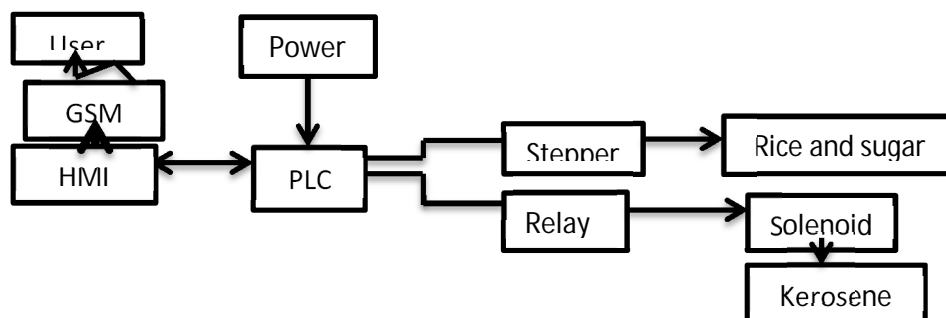 User
Power
GSM
HMI
PLC
Stepper
Rice and sugar
Relay
Solenoid
Kerosene